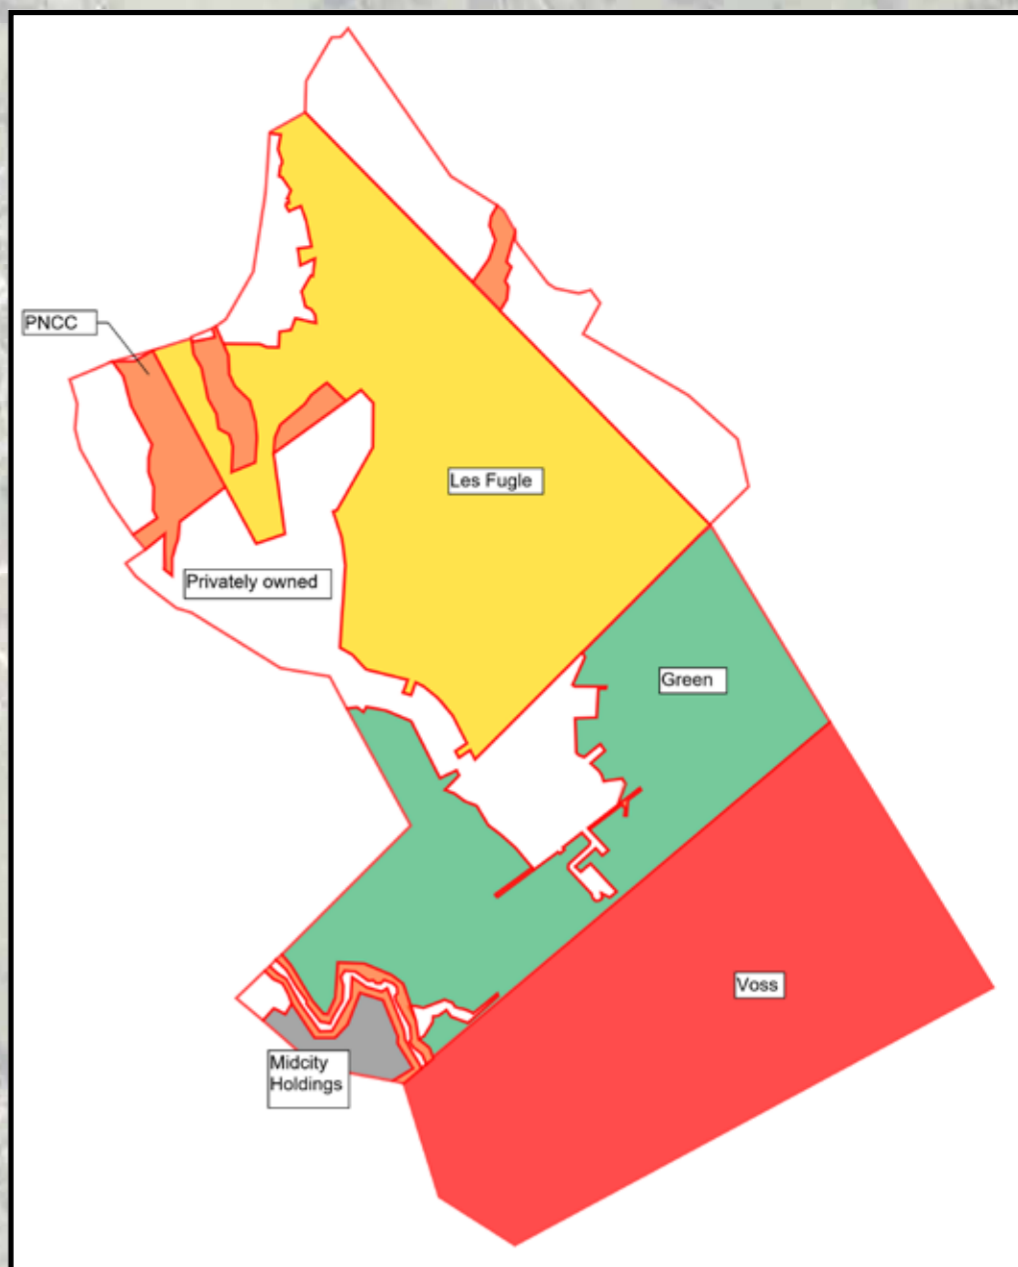 PNCC
Les Fugle
Privately owned
Green
Voss
Midcity
Holdings